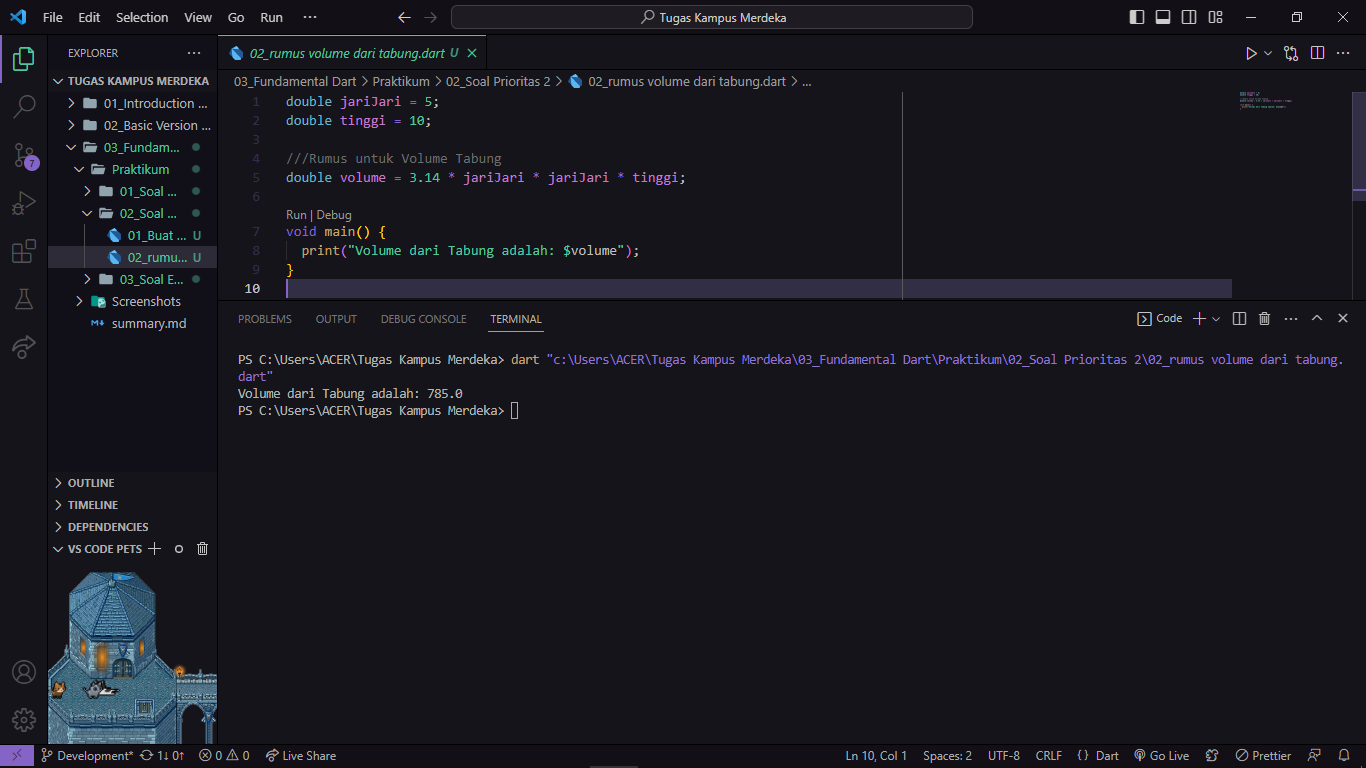 File Edit Selection View Go Run ···
Tugas Kampus Merdeka
EXPLORER ···
TUGAS KAMPUS MERDEKA
01_Introduction ...
02_Basic Version ...
03_Fundam...
Praktikum
01_Soal ...
02_Soal ...
01_Buat ... U
02_rumu... U
03_Soal E...
Screenshots
summary.md
7
OUTLINE
TIMELINE
DEPENDENCIES
VS CODE PETS
02_rumus volume dari tabung.dart U
03_Fundamental Dart > Praktikum > 02_Soal Prioritas 2 > 02_rumus volume dari tabung.dart > ...
1 double jariJari = 5;
2 double tinggi = 10;
3
4 ///Rumus untuk Volume Tabung
5 double volume = 3.14 * jariJari * jariJari * tinggi;
6
Run | Debug
7 void main() {
8 print("Volume dari Tabung adalah: $volume");
9 }
10
PROBLEMS OUTPUT DEBUG CONSOLE TERMINAL
Code
PS C:\Users\ACER\Tugas Kampus Merdeka> dart "c:\Users\ACER\Tugas Kampus Merdeka\03_Fundamental Dart\Praktikum\02_Soal Prioritas 2\02_rumus volume dari tabung.
dart"
Volume dari Tabung adalah: 785.0
PS C:\Users\ACER\Tugas Kampus Merdeka>
Development* 1↓ 0↑ 0 0 Live Share
Ln 10, Col 1 Spaces: 2 UTF-8 CRLF {} Dart Go Live Prettier